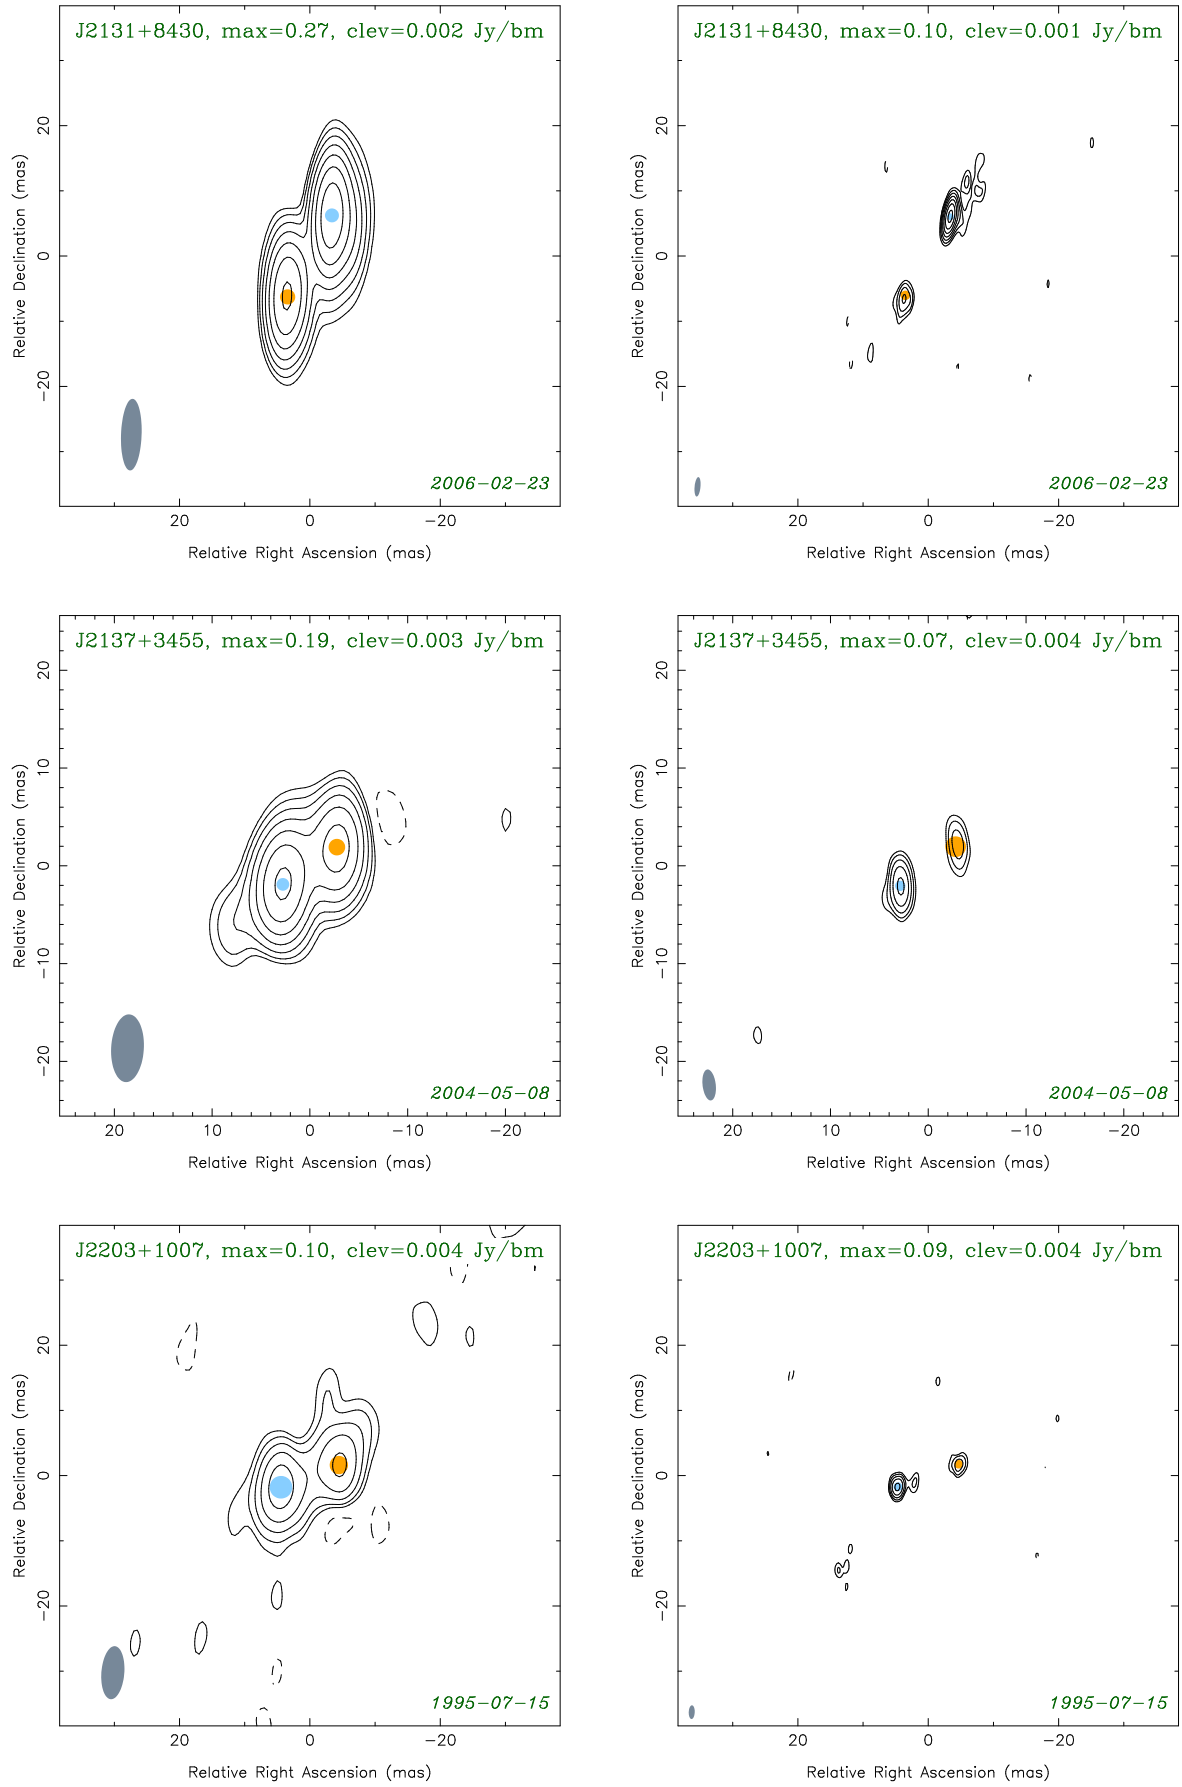 J2131+8430, max=0.27, clev=0.002 Jy/bm
20
0
−20
Relative Declination (mas)
2006−02−23
20
0
−20
Relative Right Ascension (mas)
J2131+8430, max=0.10, clev=0.001 Jy/bm
20
0
−20
Relative Declination (mas)
2006−02−23
20
0
−20
Relative Right Ascension (mas)
J2137+3455, max=0.19, clev=0.003 Jy/bm
20
10
0
−10
−20
Relative Declination (mas)
2004−05−08
20
10
0
−10
−20
Relative Right Ascension (mas)
J2137+3455, max=0.07, clev=0.004 Jy/bm
20
10
0
−10
−20
Relative Declination (mas)
2004−05−08
20
10
0
−10
−20
Relative Right Ascension (mas)
J2203+1007, max=0.10, clev=0.004 Jy/bm
20
0
−20
Relative Declination (mas)
1995−07−15
20
0
−20
Relative Right Ascension (mas)
J2203+1007, max=0.09, clev=0.004 Jy/bm
20
0
−20
Relative Declination (mas)
1995−07−15
20
0
−20
Relative Right Ascension (mas)